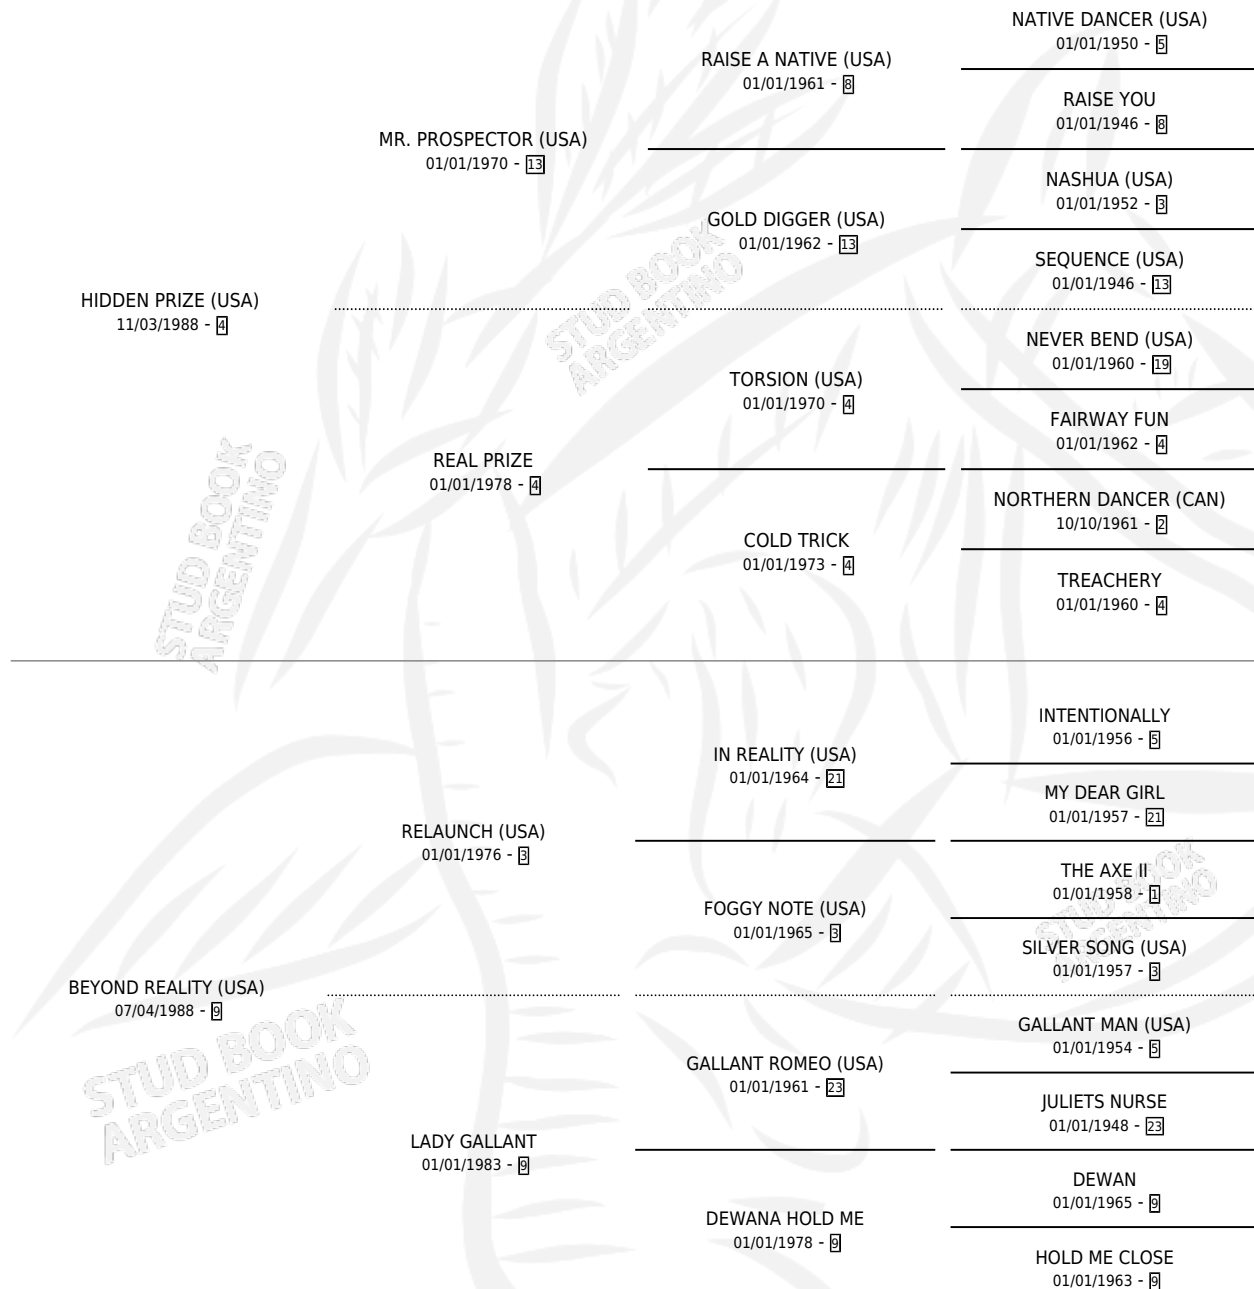 NATIVE DANCER (USA)
01/01/1950 - 5
RAISE A NATIVE (USA)
01/01/1961 - 8
RAISE YOU
01/01/1946 - 8
MR. PROSPECTOR (USA)
01/01/1970 - 13
NASHUA (USA)
01/01/1952 - 3
GOLD DIGGER (USA)
01/01/1962 - 13
SEQUENCE (USA)
01/01/1946 - 13
HIDDEN PRIZE (USA)
11/03/1988 - 4
NEVER BEND (USA)
01/01/1960 - 19
TORSION (USA)
01/01/1970 - 4
FAIRWAY FUN
01/01/1962 - 4
REAL PRIZE
01/01/1978 - 4
NORTHERN DANCER (CAN)
10/10/1961 - 2
COLD TRICK
01/01/1973 - 4
TREACHERY
01/01/1960 - 4
INTENTIONALLY
01/01/1956 - 5
IN REALITY (USA)
01/01/1964 - 21
MY DEAR GIRL
01/01/1957 - 21
RELAUNCH (USA)
01/01/1976 - 3
THE AXE II
01/01/1958 - 1
FOGGY NOTE (USA)
01/01/1965 - 3
SILVER SONG (USA)
01/01/1957 - 3
BEYOND REALITY (USA)
07/04/1988 - 9
GALLANT MAN (USA)
01/01/1954 - 5
GALLANT ROMEO (USA)
01/01/1961 - 23
JULIETS NURSE
01/01/1948 - 23
LADY GALLANT
01/01/1983 - 9
DEWAN
01/01/1965 - 9
DEWANA HOLD ME
01/01/1978 - 9
HOLD ME CLOSE
01/01/1963 - 9
STUD BOOK
ARGENTINO
STUD BOOK
ARGENTINO
STUD BOOK
ARGENTINO
STUD BOOK
ARGENTINO